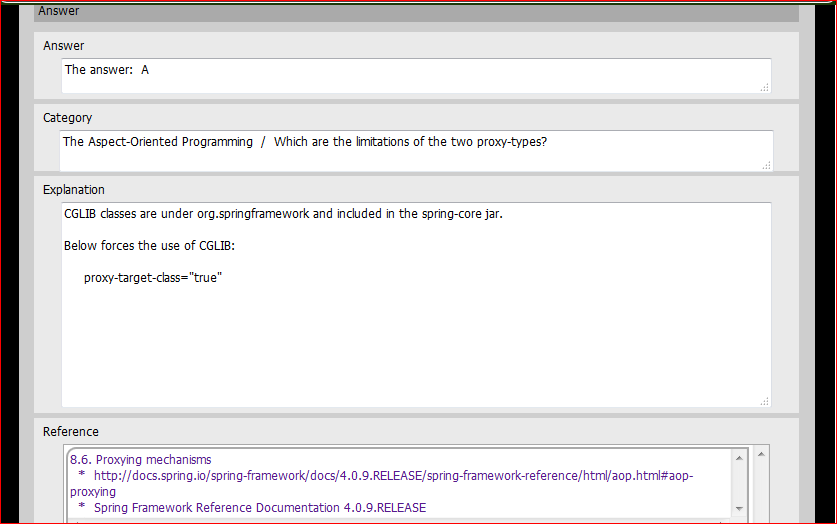 Answer
Answer
The answer:  A
Category
The Aspect-Oriented Programming  /  Which are the limitations of the two proxy-types?
Explanation
CGLIB classes are under org.springframework and included in the spring-core jar.
Below forces the use of CGLIB:
proxy-target-class="true"
Reference
8.6. Proxying mechanisms
*  http://docs.spring.io/spring-framework/docs/4.0.9.RELEASE/spring-framework-reference/html/aop.html#aop-
proxying
*  Spring Framework Reference Documentation 4.0.9.RELEASE